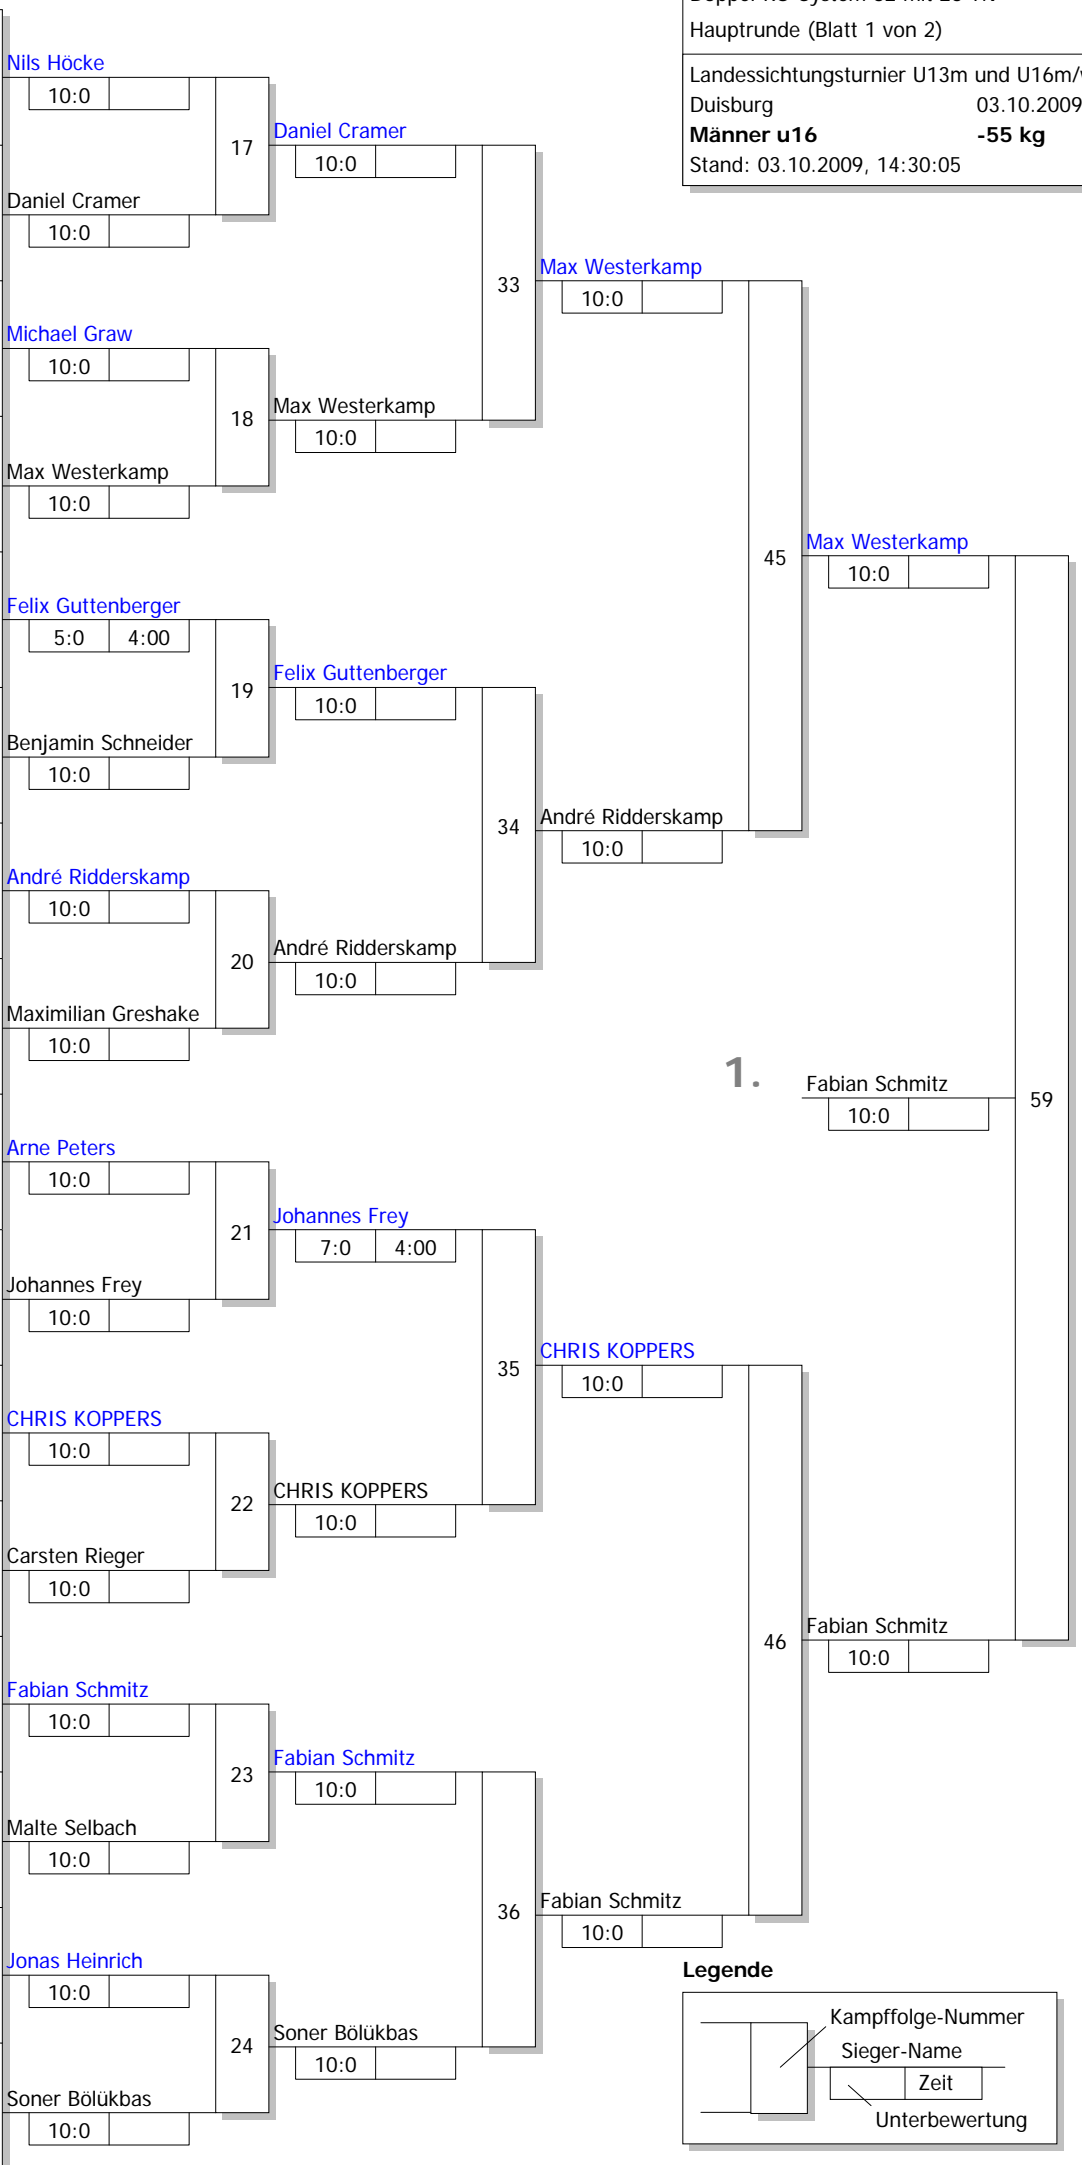 Hauptrunde (Blatt 1 von 2)
Landessichtungsturnier U13m und U16m/
Duisburg 03.10.2009
Männer u16 -55 kg
Stand: 03.10.2009, 14:30:05
Nils Höcke
10:0
17
Daniel Cramer
10:0
Daniel Cramer
10:0
33
Max Westerkamp
10:0
Michael Graw
10:0
18
Max Westerkamp
10:0
Max Westerkamp
10:0
45
Max Westerkamp
10:0
Felix Guttenberger
5:0 4:00
19
Felix Guttenberger
10:0
Benjamin Schneider
10:0
34
André Ridderskamp
10:0
André Ridderskamp
10:0
20
André Ridderskamp
10:0
Maximilian Greshake
10:0
1.
Fabian Schmitz
10:0
59
Arne Peters
10:0
21
Johannes Frey
7:0 4:00
Johannes Frey
10:0
35
CHRIS KOPPERS
10:0
CHRIS KOPPERS
10:0
22
CHRIS KOPPERS
10:0
Carsten Rieger
10:0
46
Fabian Schmitz
10:0
Fabian Schmitz
10:0
23
Fabian Schmitz
10:0
Malte Selbach
10:0
36
Fabian Schmitz
10:0
Jonas Heinrich
10:0
24
Soner Bölükbas
10:0
Soner Bölükbas
10:0
Legende
Kampffolge-Nummer
Sieger-Name
Zeit
Unterbewertung